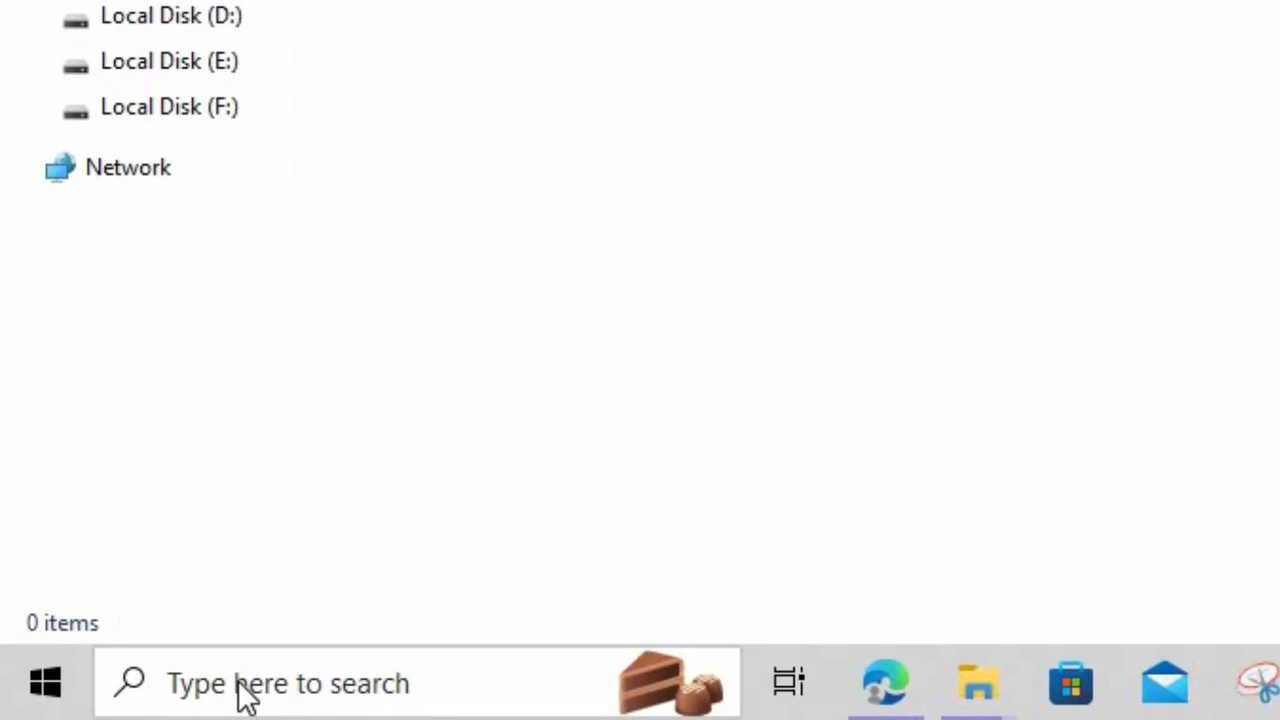 Local Disk (D:)
Local Disk (E:)
Local Disk (F:)
Network
0 items
Type here to search